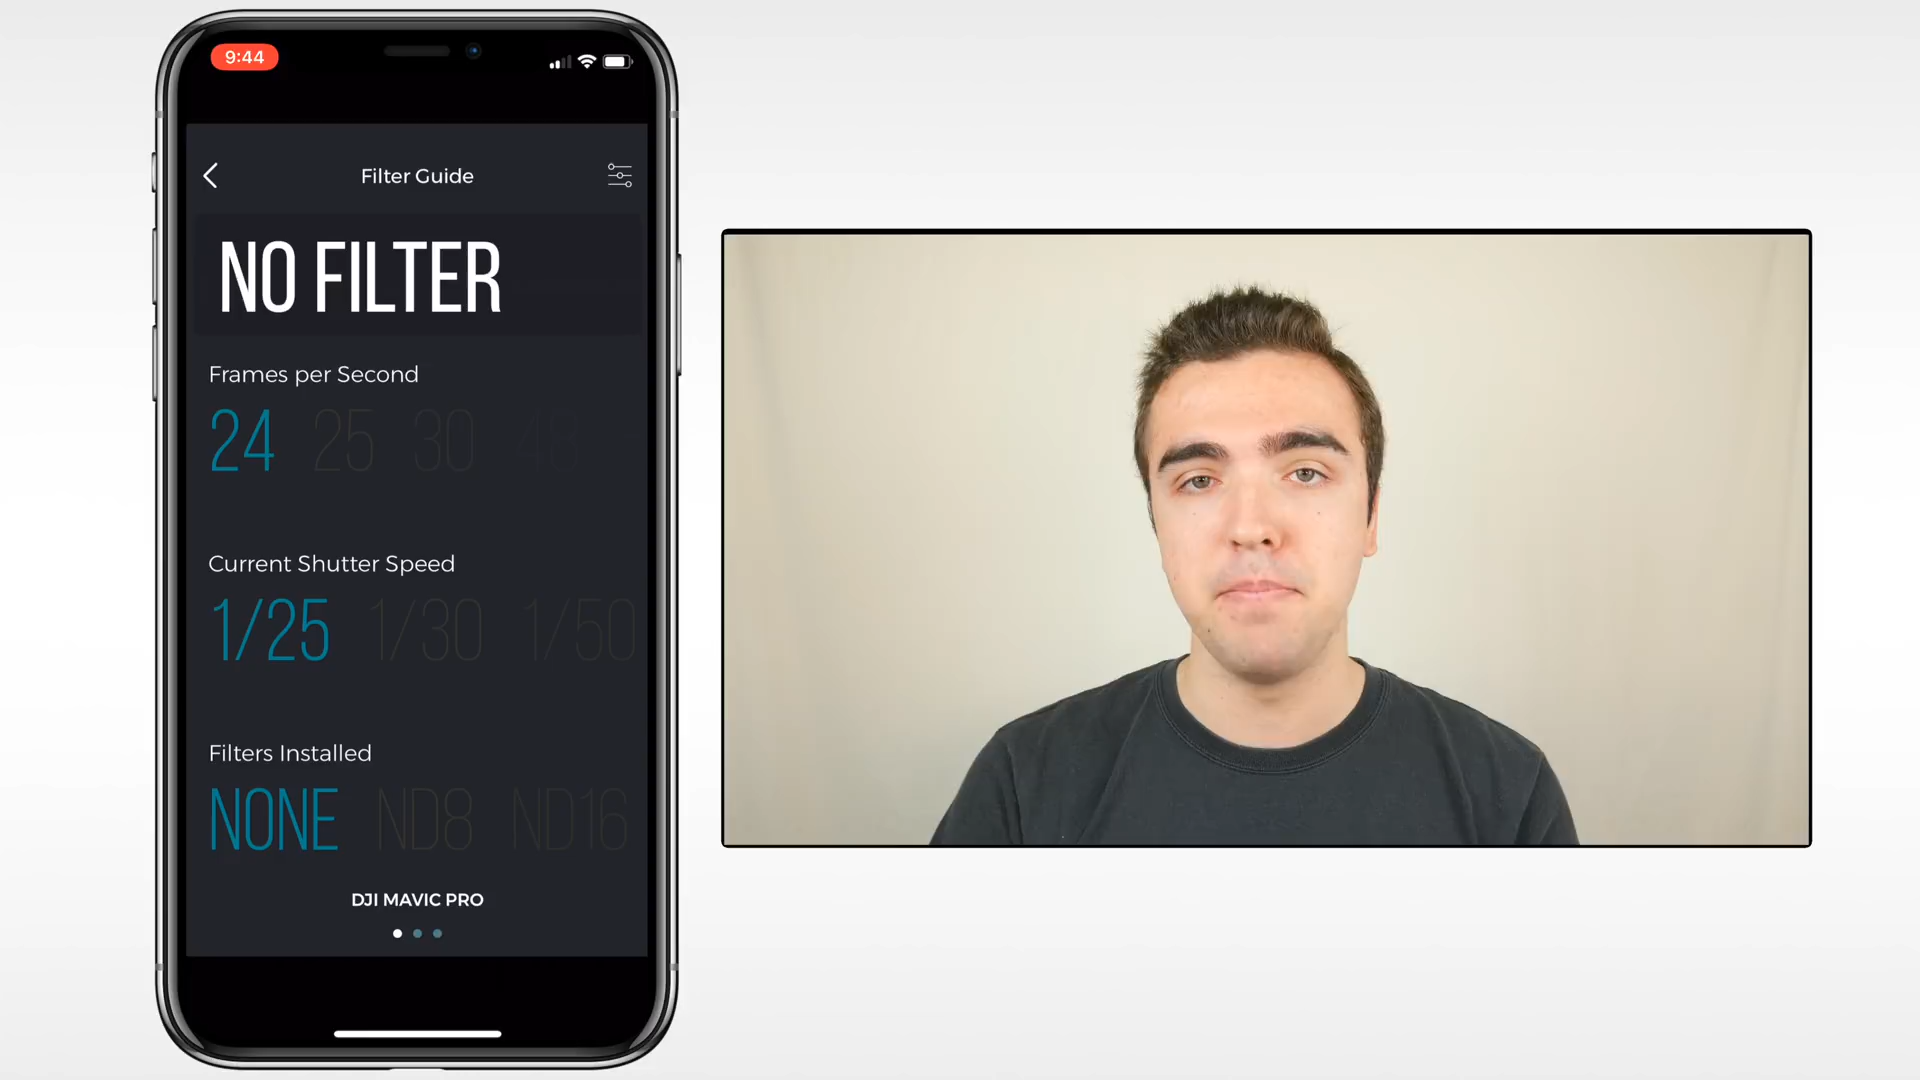 9:44
Filter Guide
NO FILTER
Frames per Second
24 25 30 48
Current Shutter Speed
1/25 1/30 1/50
Filters Installed
NONE ND8 ND16
DJI MAVIC PRO